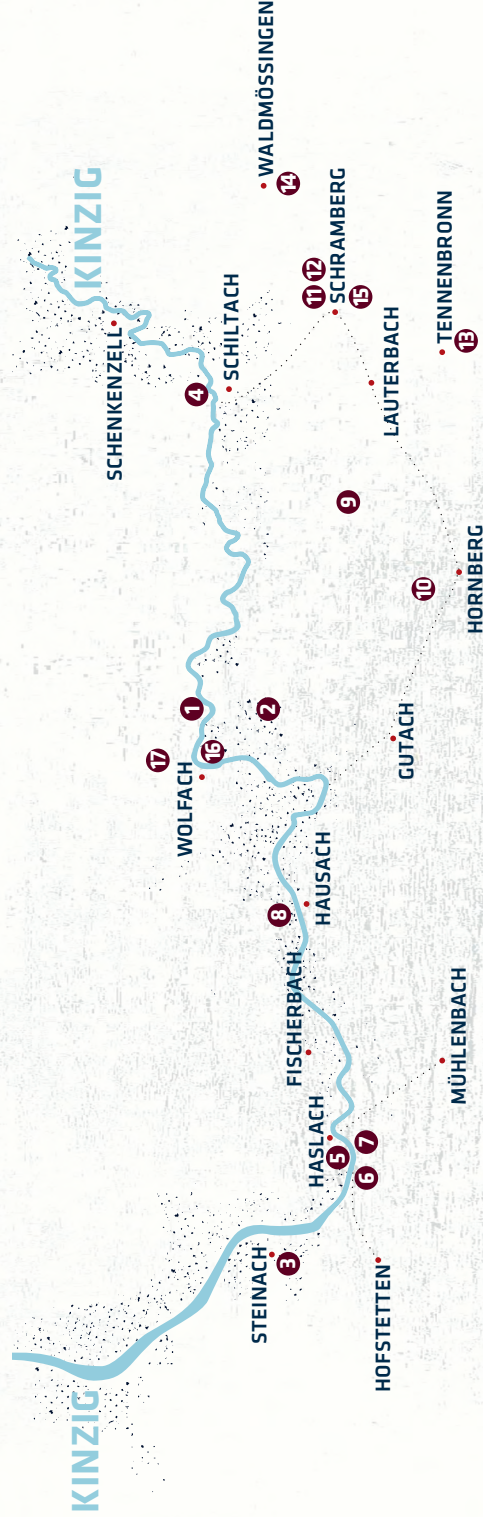 KINZIG
KINZIG
SCHENKENZELL
17
WOLFACH
1
4
16
SCHILTACH
STEINACH
WALDMÖSSINGEN
2
8
3
14
FISCHERBACH
11 12
HASLACH
HAUSACH
SCHRAMBERG
5
9
15
6 7
HOFSTETTEN
LAUTERBACH
GUTACH
10
TENNENBRONN
MÜHLENBACH
13
HORNBERG